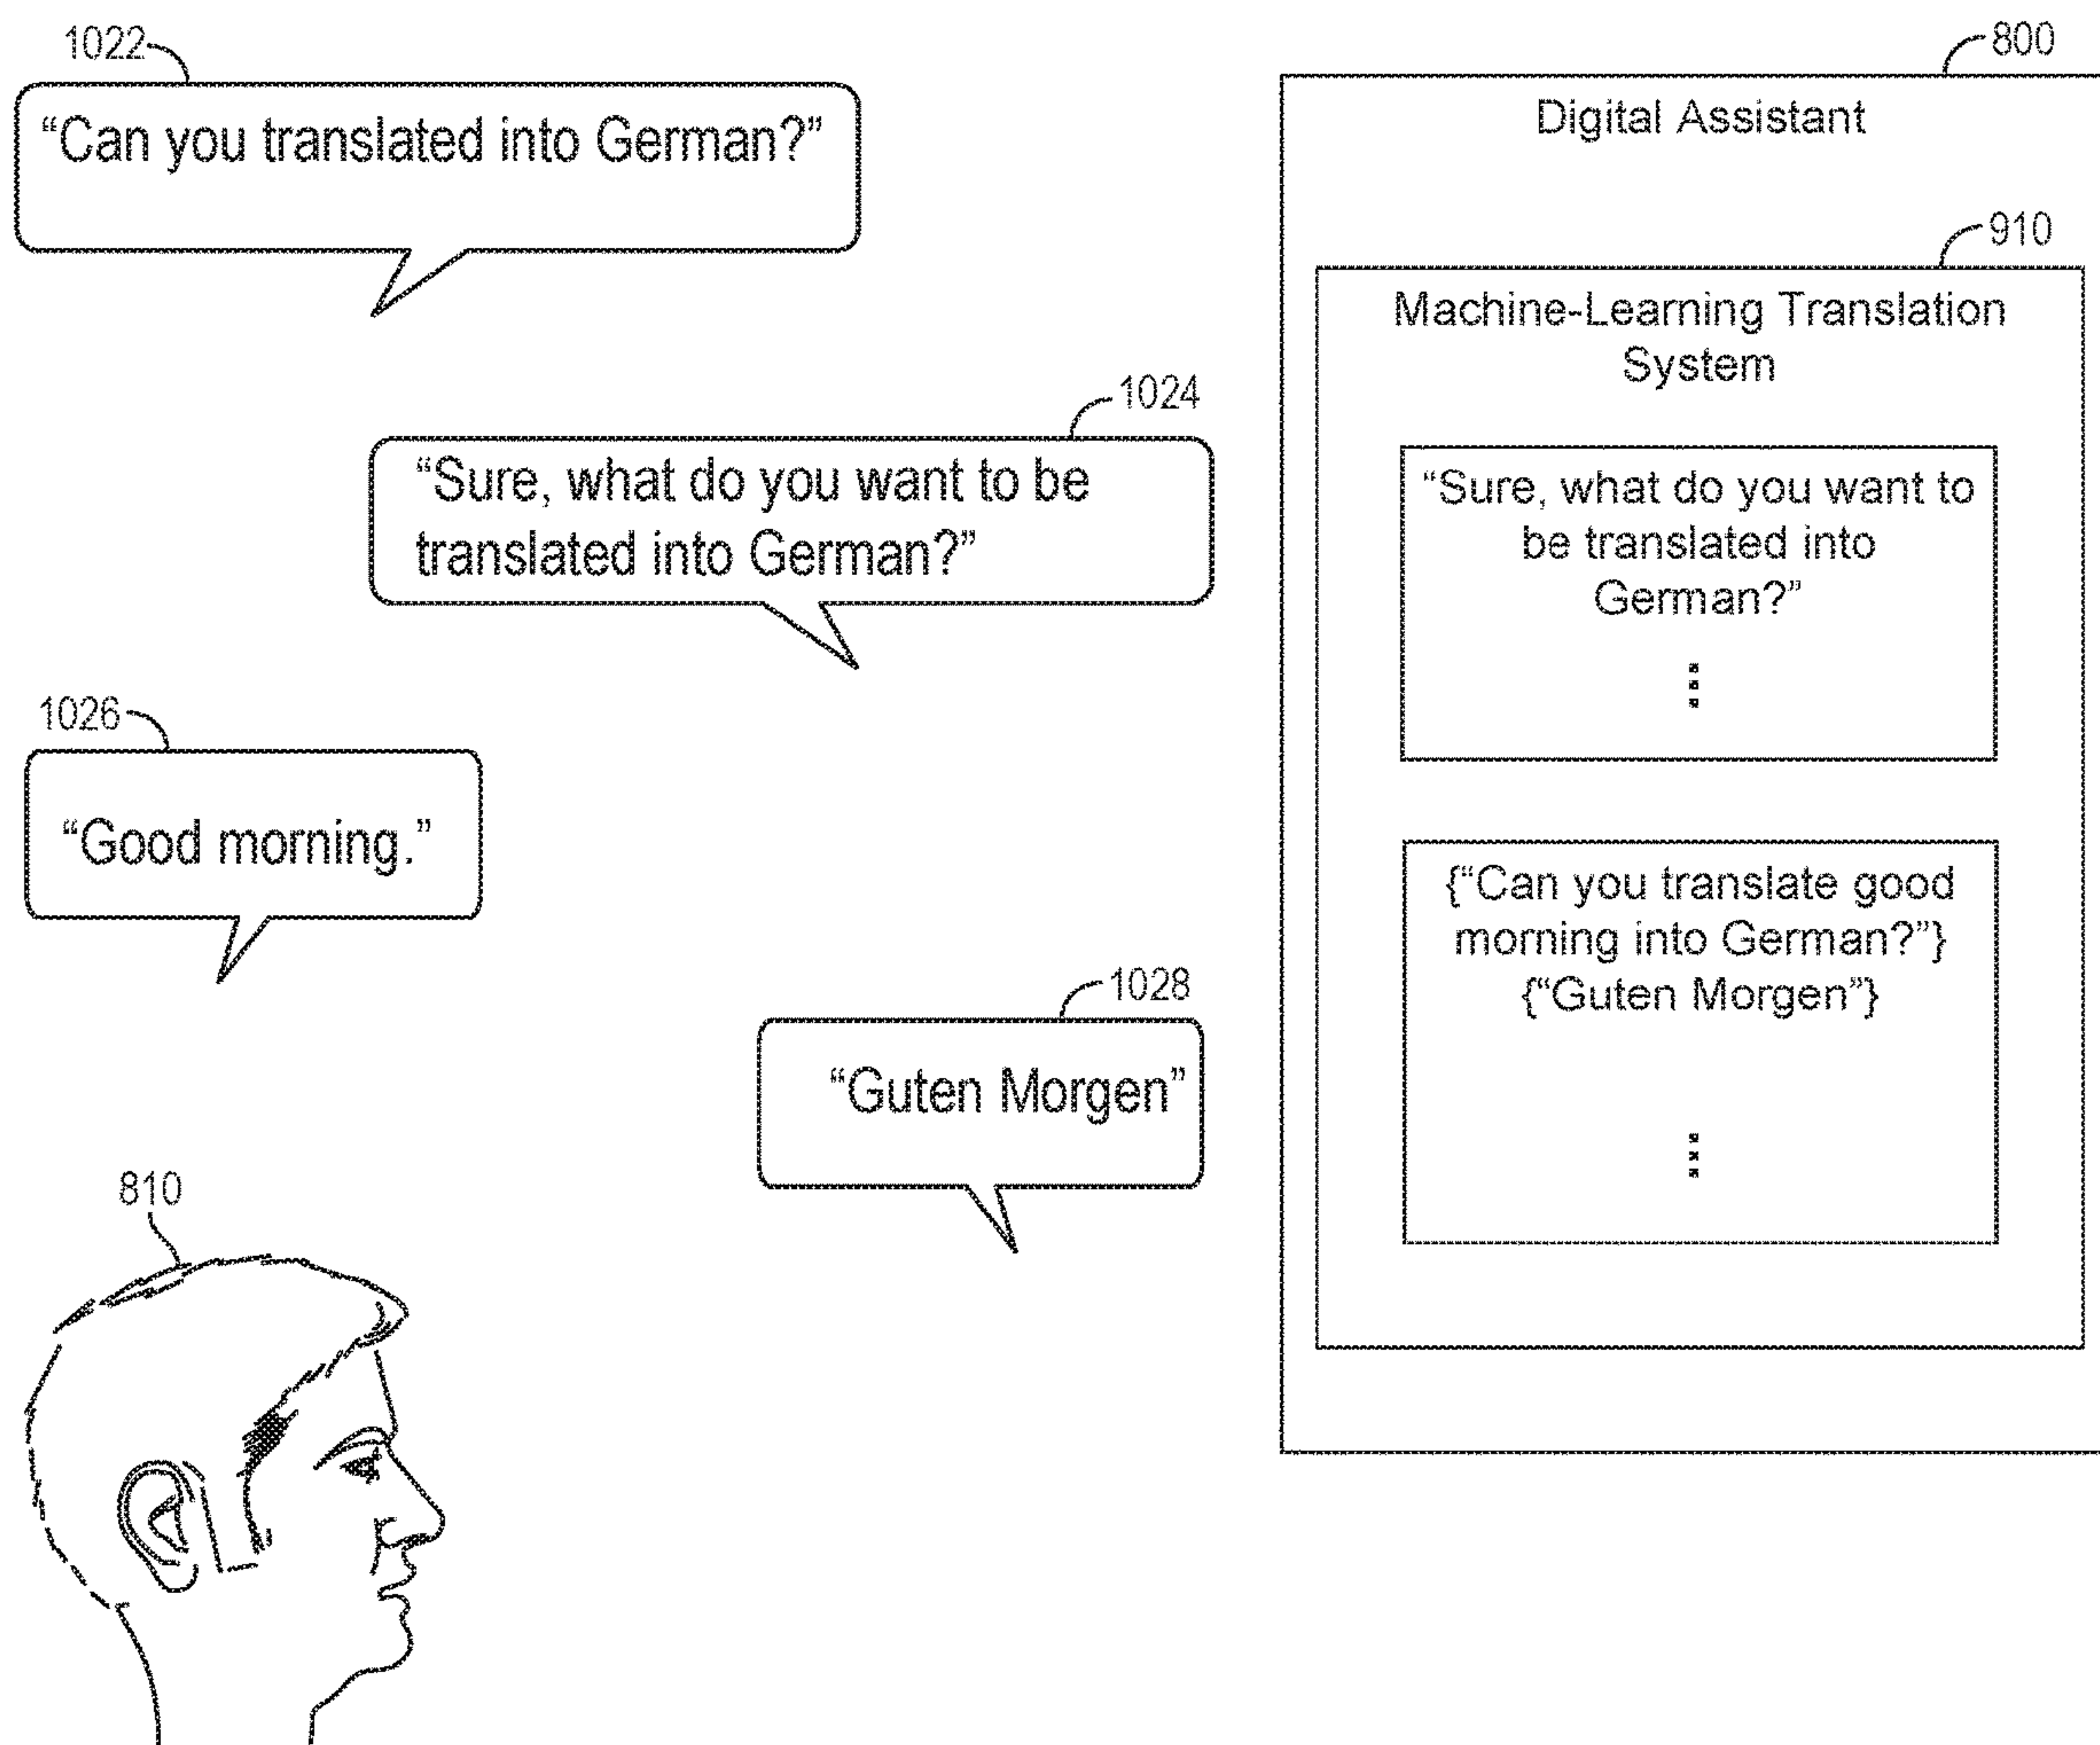 1022
“Can you translated into German?”
1024
“Sure, what do you want to be
translated into German?”
1026
“Good morning.”
1028
“Guten Morgen”
810
800
Digital Assistant
910
Machine-Learning Translation
System
“Sure, what do you want to
be translated into
German?”
{“Can you translate good
morning into German?”}
{“Guten Morgen”}